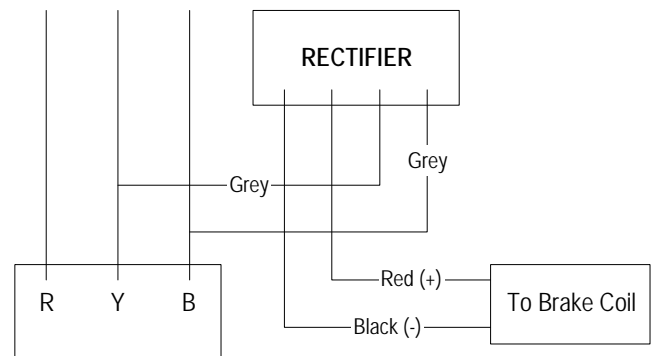 RECTIFIER
Grey
Grey
R Y B
Red (+)
To Brake Coil
Black (-)